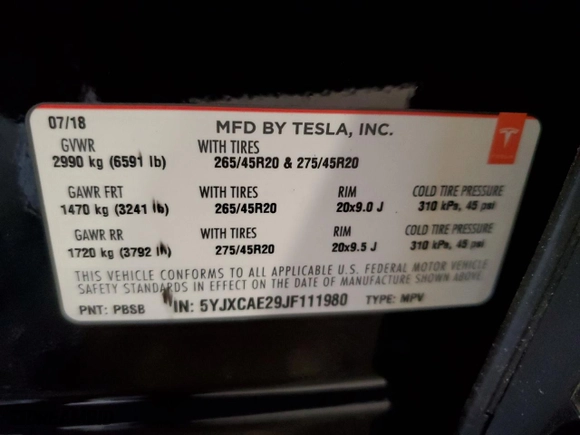 07/18
MFD BY TESLA, INC.
GVWR WITH TIRES
2990 kg (6591 lb) 265/45R20 & 275/45R20
GAWR FRT WITH TIRES RIM COLD TIRE PRESSURE
1470 kg (3241 lb) 265/45R20 20x9.0 J 310 kPa, 45 psi
GAWR RR WITH TIRES RIM COLD TIRE PRESSURE
1720 kg (3792 lb) 275/45R20 20x9.5 J 310 kPa, 45 psi
THIS VEHICLE CONFORMS TO ALL APPLICABLE U.S. FEDERAL MOTOR VEHICLE
SAFETY STANDARDS IN EFFECT ON THE DATE OF MANUFACTURE SHOWN ABOVE
PNT: PBSB VIN: 5YJXCAE29JF111980 TYPE: MPV
TESLA